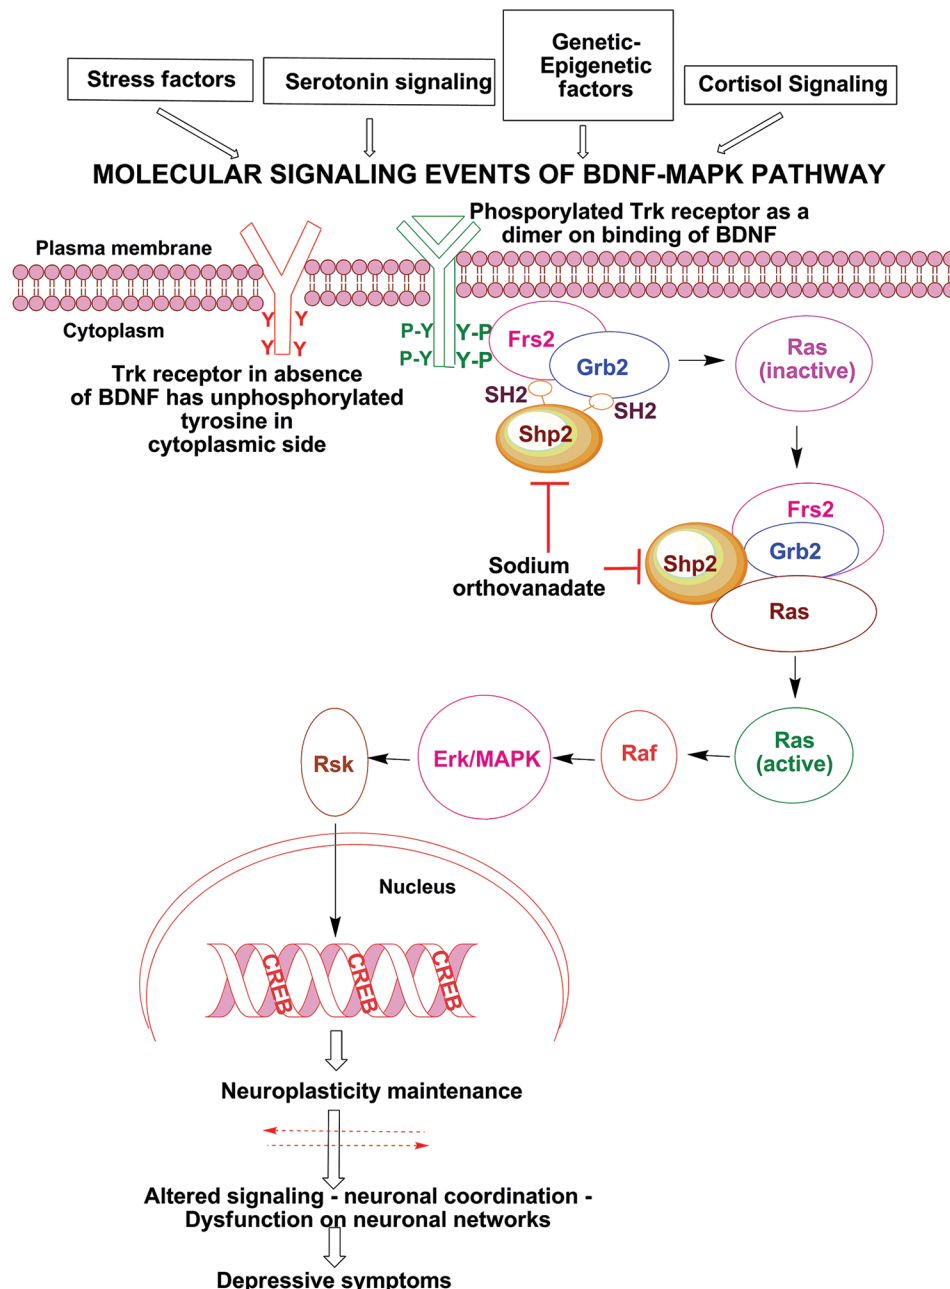 Stress factors
Serotonin signaling
Genetic-
Epigenetic
factors
Cortisol Signaling
MOLECULAR SIGNALING EVENTS OF BDNF-MAPK PATHWAY
Phosporylated Trk receptor as a
dimer on binding of BDNF
Plasma membrane
Cytoplasm
Y Y
Y Y
P-Y Y-P
P-Y Y-P
Trk receptor in absence
of BDNF has unphosphorylated
tyrosine in
cytoplasmic side
Frs2
Grb2
SH2
SH2
Shp2
Ras
(inactive)
Sodium
orthovanadate
Frs2
Grb2
Shp2
Ras
Ras
(active)
Raf
Erk/MAPK
Rsk
Nucleus
CREB
CREB
CREB
Neuroplasticity maintenance
Altered signaling - neuronal coordination -
Dysfunction on neuronal networks
Depressive symptoms